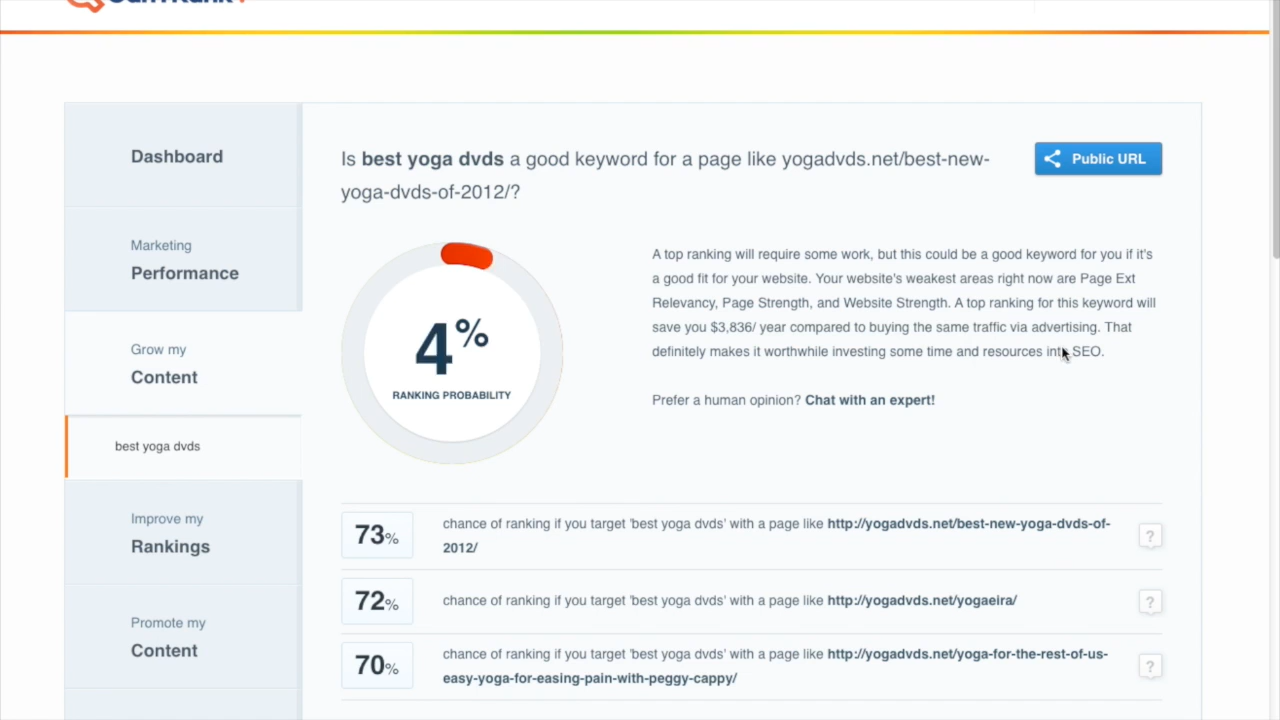 Dashboard
Marketing
Performance
Grow my
Content
best yoga dvds
Improve my
Rankings
Promote my
Content
Is best yoga dvds a good keyword for a page like yogadvds.net/best-new-
yoga-dvds-of-2012/?
Public URL
4%
RANKING PROBABILITY
A top ranking will require some work, but this could be a good keyword for you if it's
a good fit for your website. Your website's weakest areas right now are Page Ext
Relevancy, Page Strength, and Website Strength. A top ranking for this keyword will
save you $3,836/ year compared to buying the same traffic via advertising. That
definitely makes it worthwhile investing some time and resources into SEO.
Prefer a human opinion? Chat with an expert!
73%
chance of ranking if you target 'best yoga dvds' with a page like http://yogadvds.net/best-new-yoga-dvds-of-
2012/
?
72%
chance of ranking if you target 'best yoga dvds' with a page like http://yogadvds.net/yogaeira/
?
70%
chance of ranking if you target 'best yoga dvds' with a page like http://yogadvds.net/yoga-for-the-rest-of-us-
easy-yoga-for-easing-pain-with-peggy-cappy/
?